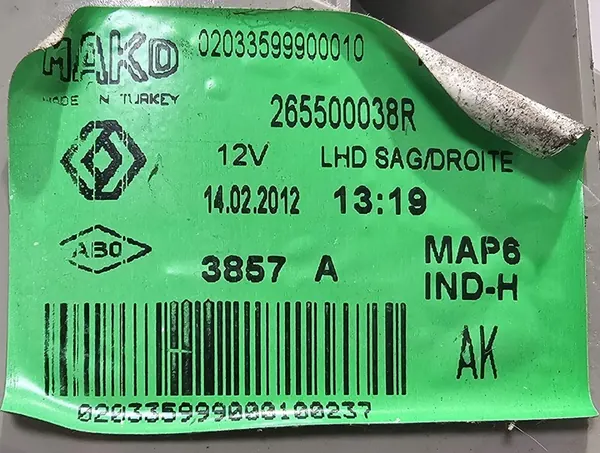 MAKO 02033599900010
MADE IN TURKEY
265500038R
12V LHD SAG/DROITE
14.02.2012 13:19
ABO
3857 A
MAP6
IND-H
AK
020335999000100237